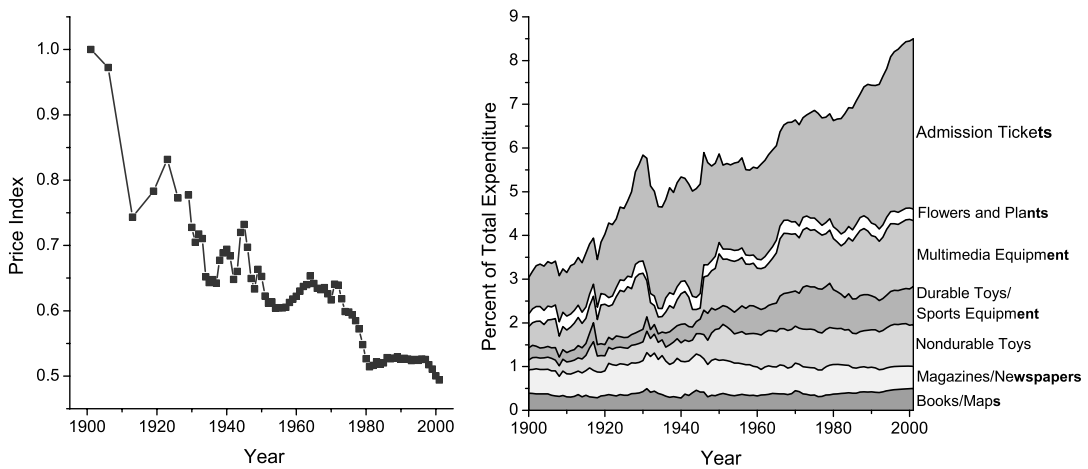 1.0
0.9
0.8
0.7
0.6
0.5
Price Index
1900 1920 1940 1960 1980 2000
Year
9
8
7
6
5
4
3
2
1
0
Percent of Total Expenditure
1900 1920 1940 1960 1980 2000
Year
Admission Tickets
Flowers and Plants
Multimedia Equipment
Durable Toys/
Sports Equipment
Nondurable Toys
Magazines/Newspapers
Books/Maps